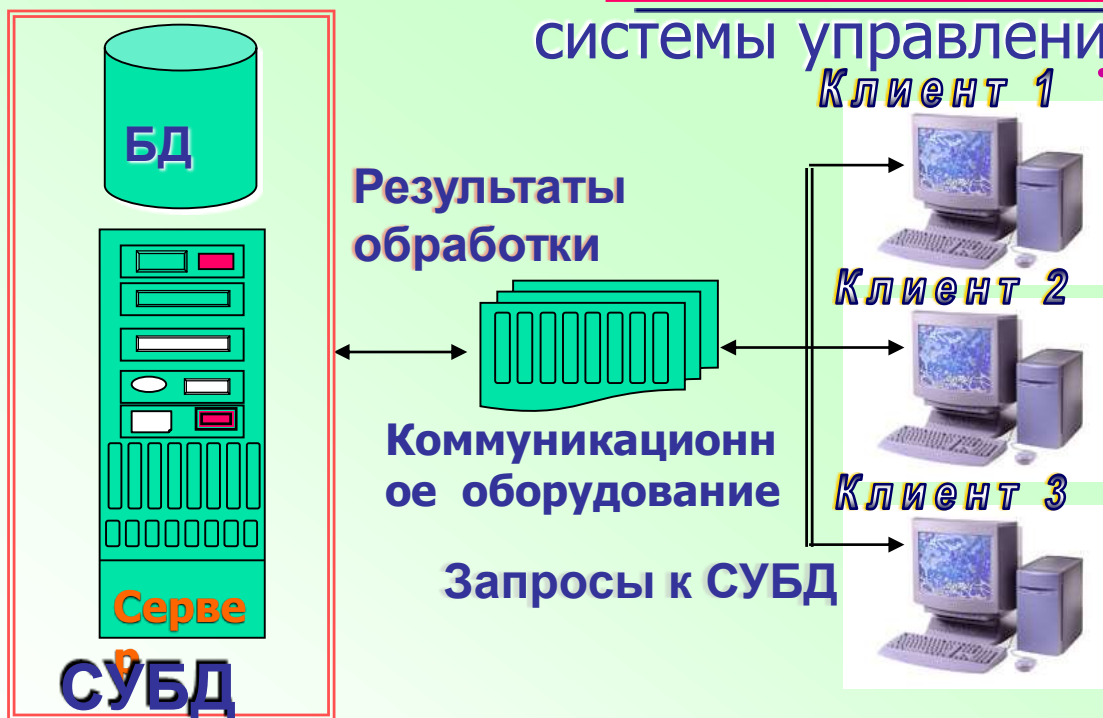 системы управлени
Клиент 1
БД
Результаты
обработки
Клиент 2
Коммуникационн
ое оборудование
Клиент 3
Запросы к СУБД
Серве
р
СУБД